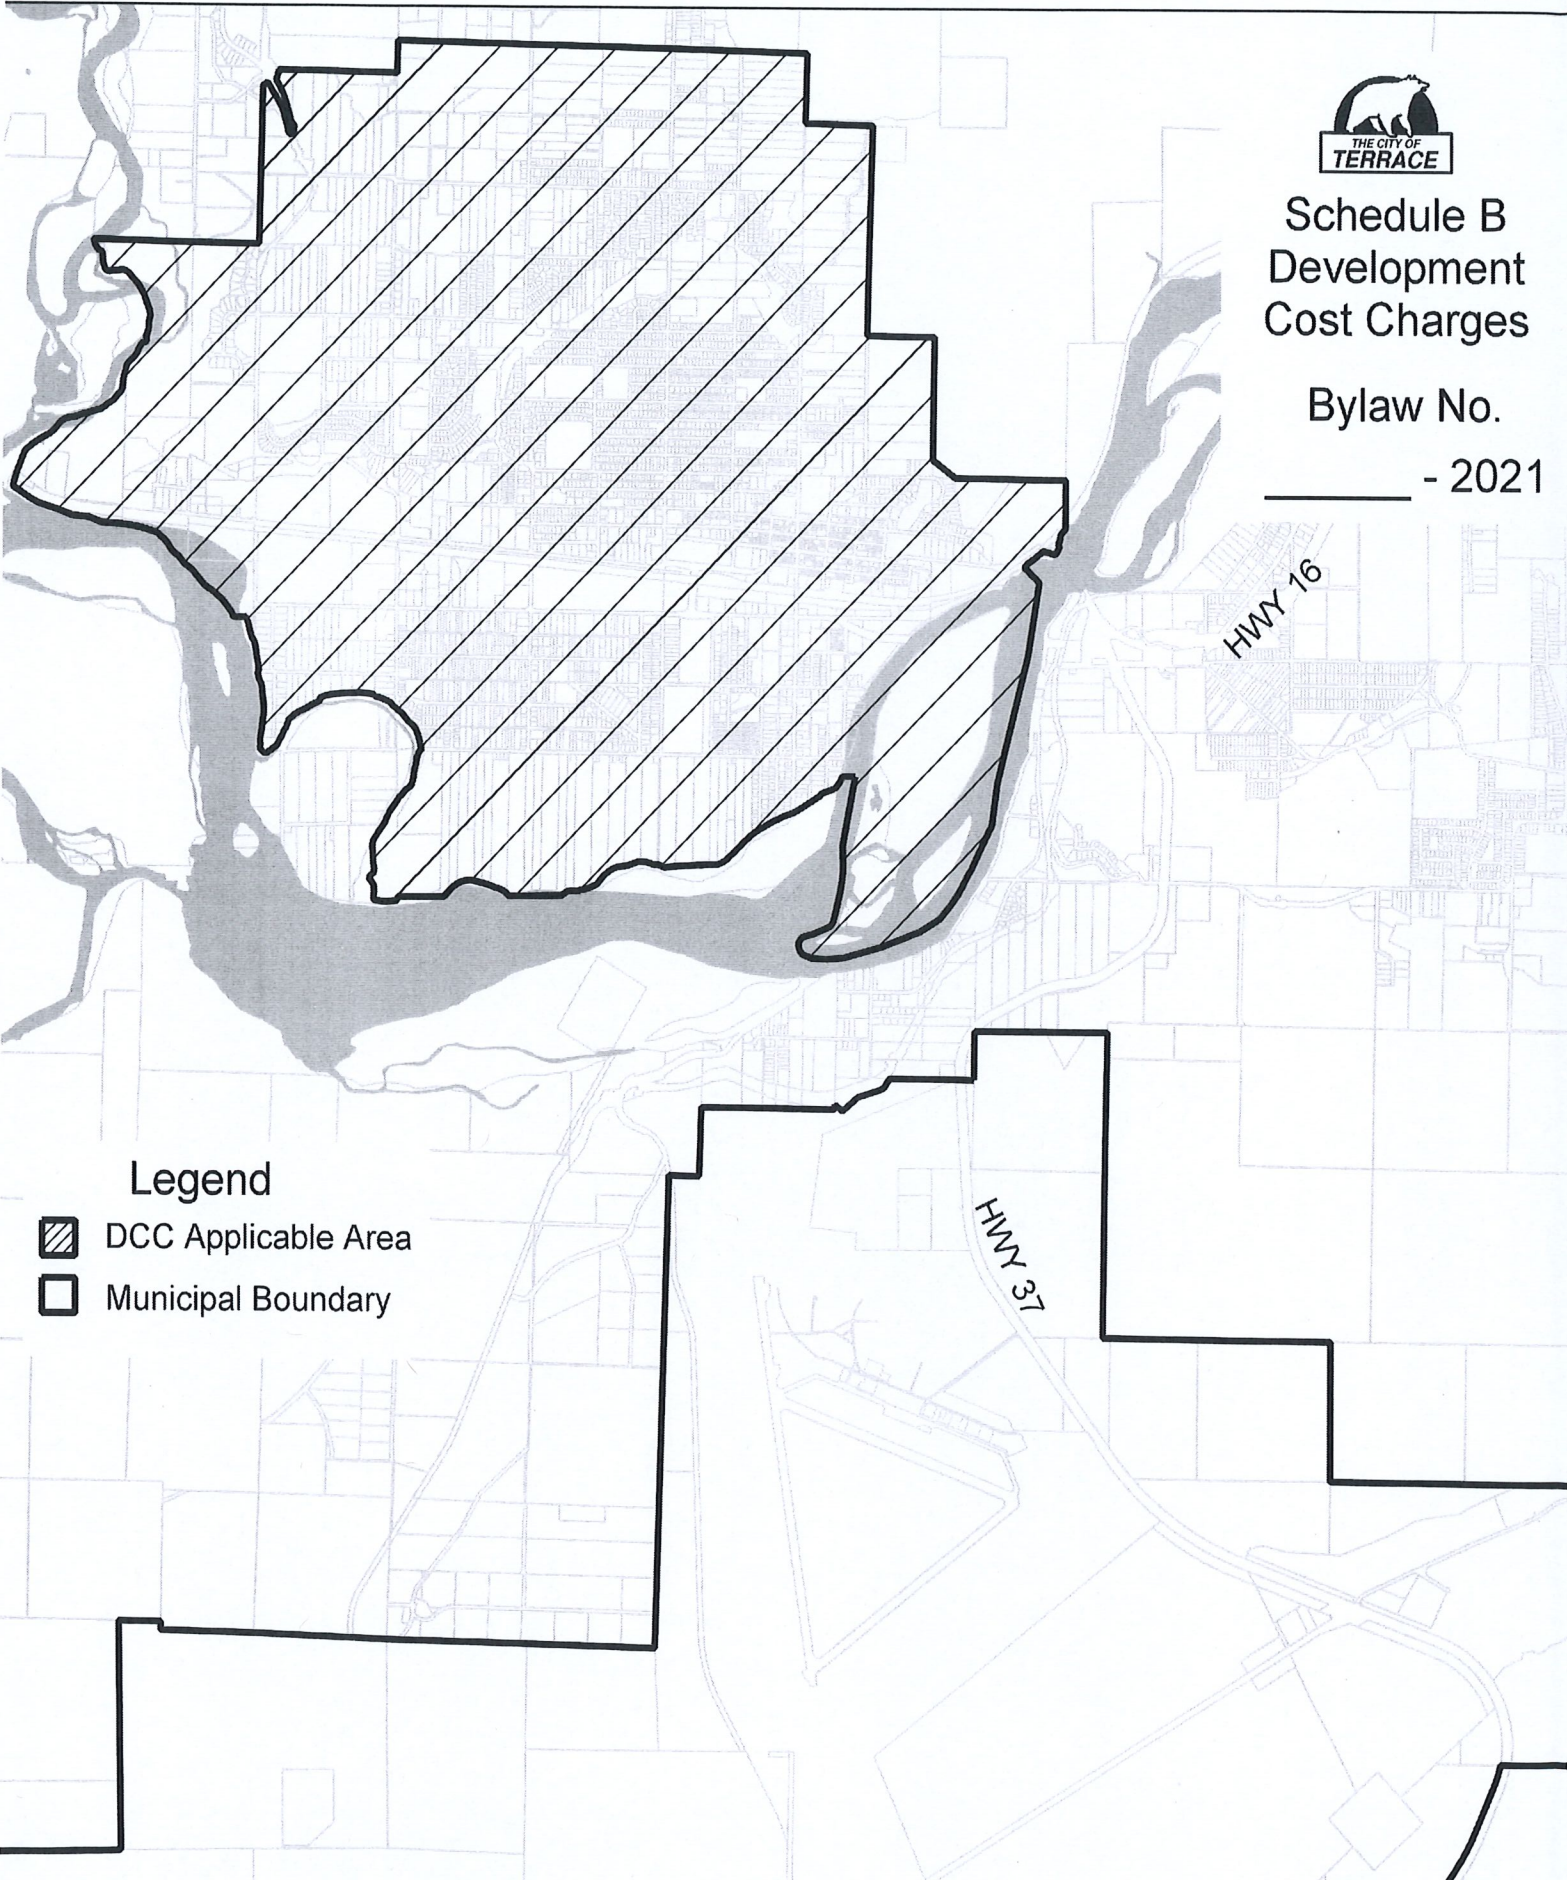 THE CITY OF
TERRACE
Schedule B
Development
Cost Charges
Bylaw No.
________ - 2021
HWY 16
HWY 37
Legend
DCC Applicable Area
Municipal Boundary